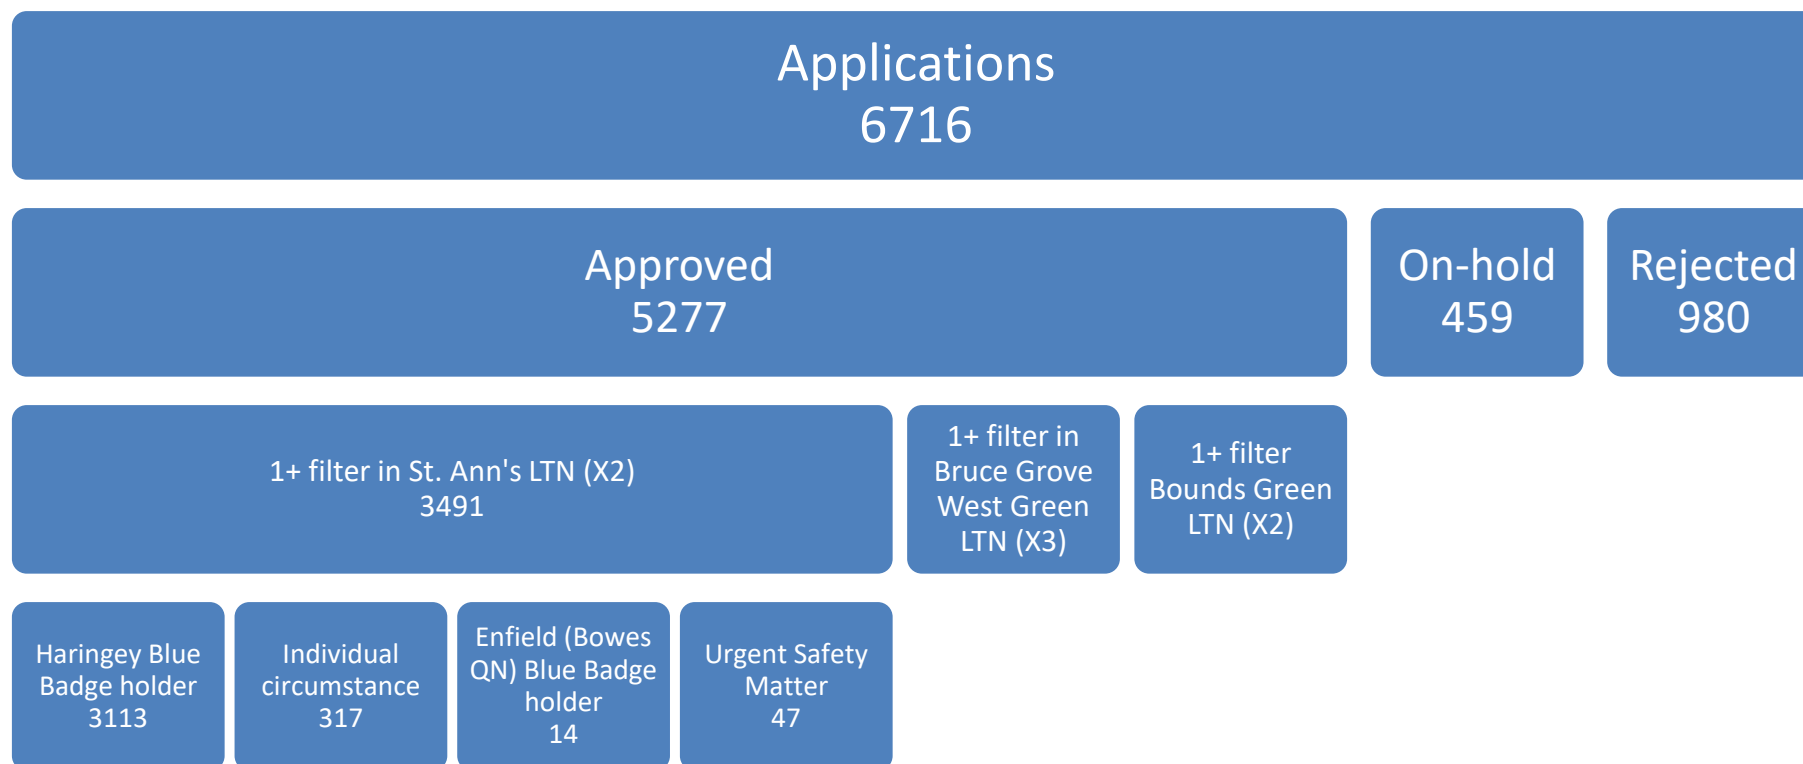 Applications
6716
Approved
5277
On-hold
459
Rejected
980
1+ filter in St. Ann's LTN (X2)
3491
1+ filter in
Bruce Grove
West Green
LTN (X3)
1+ filter
Bounds Green
LTN (X2)
Haringey Blue
Badge holder
3113
Individual
circumstance
317
Enfield (Bowes
QN) Blue Badge
holder
14
Urgent Safety
Matter
47